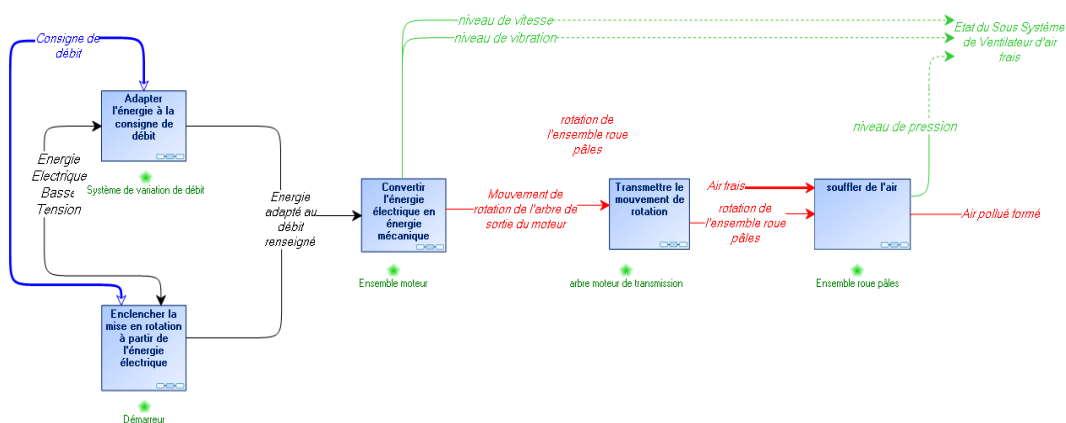 niveau de vitesse
niveau de vibration
Etat du Sous Système
de Ventilateur d'air
frais
Consigne de
débit
Adapter
l'énergie à la
consigne de
débit
Système de variation de débit
Energie
Electrique
Basse
Tension
Energie
adapté au
débit
renseigné
rotation de
l'ensemble roue
pâles
niveau de pression
Convertir
l'énergie
électrique en
énergie
mécanique
Ensemble moteur
Mouvement de
rotation de l'arbre de
sortie du moteur
Transmettre le
mouvement de
rotation
arbre moteur de transmission
Air frais
rotation de
l'ensemble roue
pâles
souffler de l'air
Ensemble roue pâles
Air pollué formé
Enclencher la
mise en rotation
à partir de
l'énergie
électrique
Démarreur